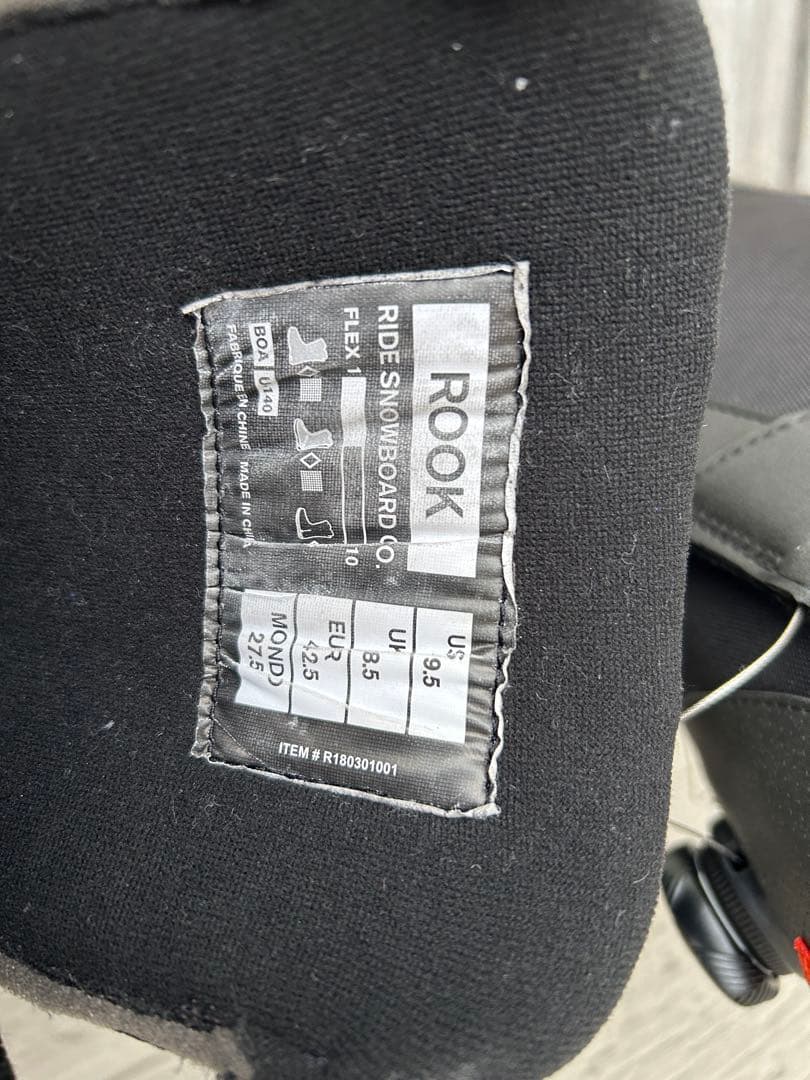 ROOK
RIDE SNOWBOARD CO.
FLEX 1 10
BOA 0140
FABRIQUE EN CHINE MADE IN
US 9.5
UK 8.5
EUR 42.5
MONDO 27.5
ITEM # R180301001